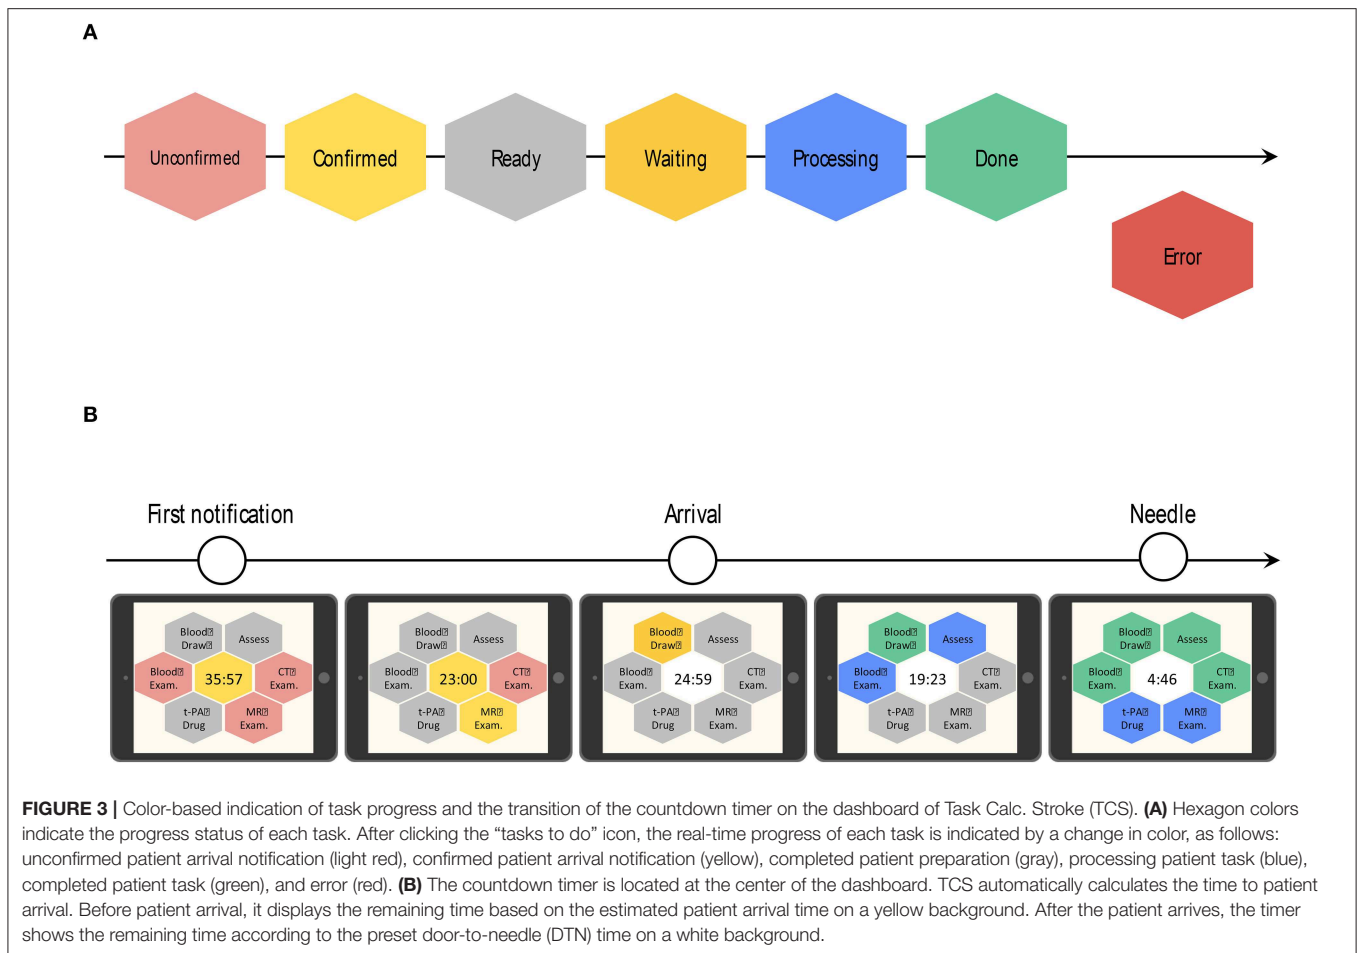 A
Unconfirmed
Confirmed
Ready
Waiting
Processing
Done
Error
B
First notification
Arrival
Needle
Blood
Draw
Assess
Blood
Exam.
35:57
CT
Exam.
t-PA
Drug
MR
Exam.
Blood
Draw
Assess
Blood
Exam.
23:00
CT
Exam.
t-PA
Drug
MR
Exam.
Blood
Draw
Assess
Blood
Exam.
24:59
CT
Exam.
t-PA
Drug
MR
Exam.
Blood
Draw
Assess
Blood
Exam.
19:23
CT
Exam.
t-PA
Drug
MR
Exam.
Blood
Draw
Assess
Blood
Exam.
4:46
CT
Exam.
t-PA
Drug
MR
Exam.
FIGURE 3 | Color-based indication of task progress and the transition of the countdown timer on the dashboard of Task Calc. Stroke (TCS). (A) Hexagon colors
indicate the progress status of each task. After clicking the “tasks to do” icon, the real-time progress of each task is indicated by a change in color, as follows:
unconfirmed patient arrival notification (light red), confirmed patient arrival notification (yellow), completed patient preparation (gray), processing patient task (blue),
completed patient task (green), and error (red). (B) The countdown timer is located at the center of the dashboard. TCS automatically calculates the time to patient
arrival. Before patient arrival, it displays the remaining time based on the estimated patient arrival time on a yellow background. After the patient arrives, the timer
shows the remaining time according to the preset door-to-needle (DTN) time on a white background.